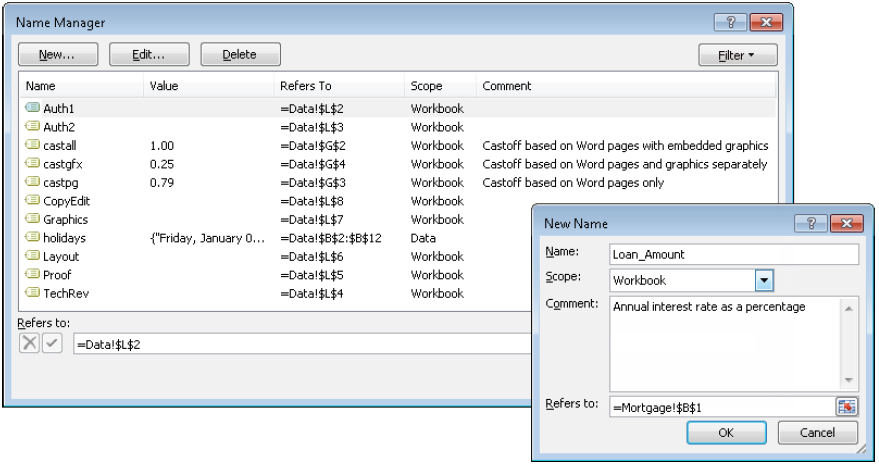 Name Manager
New... Edit... Delete Filter
Name Value Refers To Scope Comment
Auth1 =Data!$L$2 Workbook
Auth2 =Data!$L$3 Workbook
castall 1.00 =Data!$G$2 Workbook Castoff based on Word pages with embedded graphics
castgfx 0.25 =Data!$G$4 Workbook Castoff based on Word pages and graphics separately
castpg 0.79 =Data!$G$3 Workbook Castoff based on Word pages only
CopyEdit =Data!$L$8 Workbook
Graphics =Data!$L$7 Workbook
holidays {"Friday, January 0... =Data!$B$2:$B$12 Data
Layout =Data!$L$6 Workbook
Proof =Data!$L$5 Workbook
TechRev =Data!$L$4 Workbook
Refers to:
=Data!$L$2
New Name
Name: Loan_Amount
Scope: Workbook
Comment: Annual interest rate as a percentage
Refers to: =Mortgage!$B$1
OK Cancel